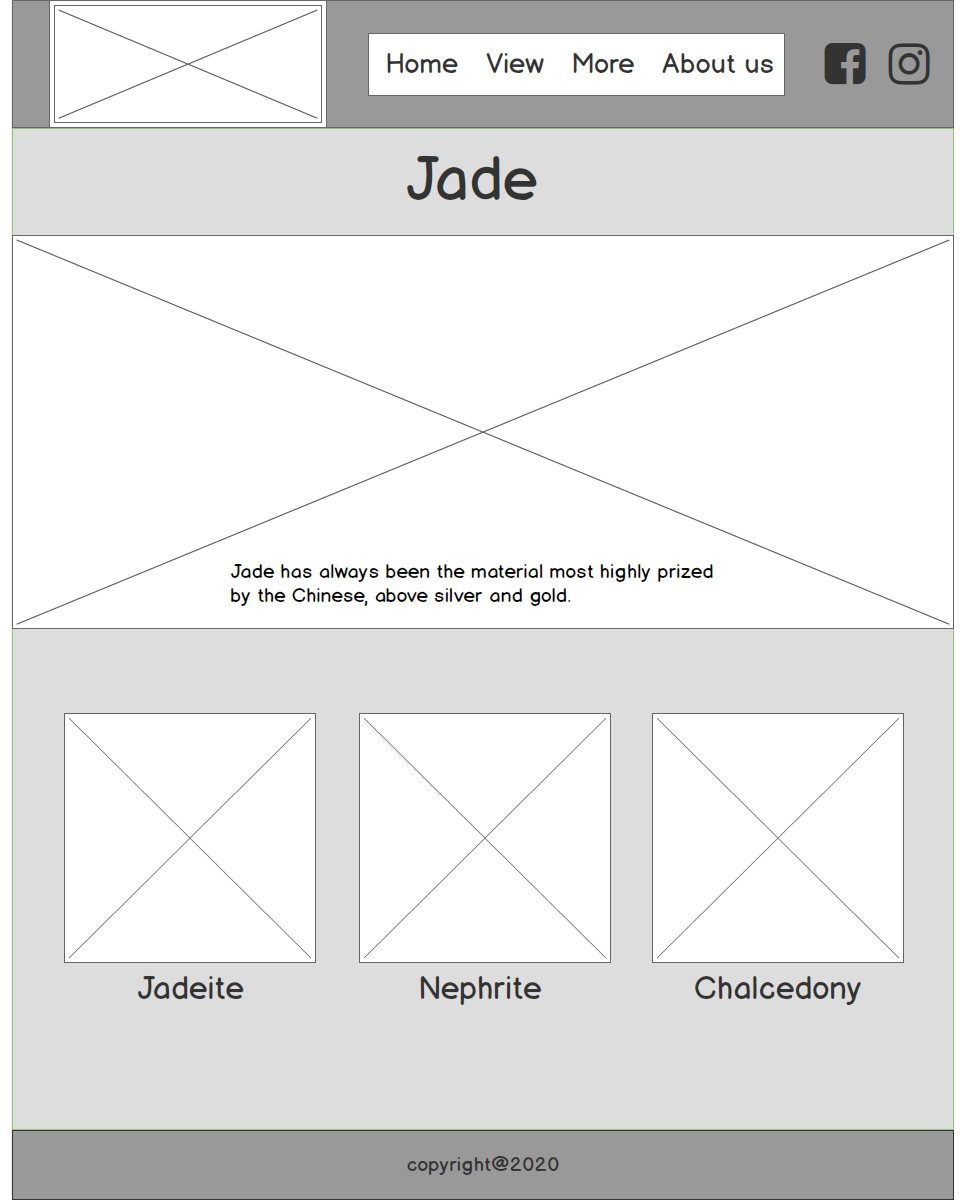 Home View More About us
Jade
Jade has always been the material most highly prized
by the Chinese, above silver and gold.
Jadeite
Nephrite
Chalcedony
copyright@2020